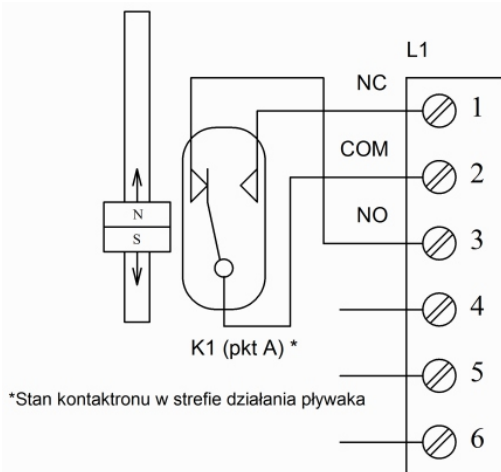 L1
NC
1
COM
2
NO
3
N
S
4
K1 (pkt A) *
5
*Stan kontaktronu w strefie działania pływaka
6